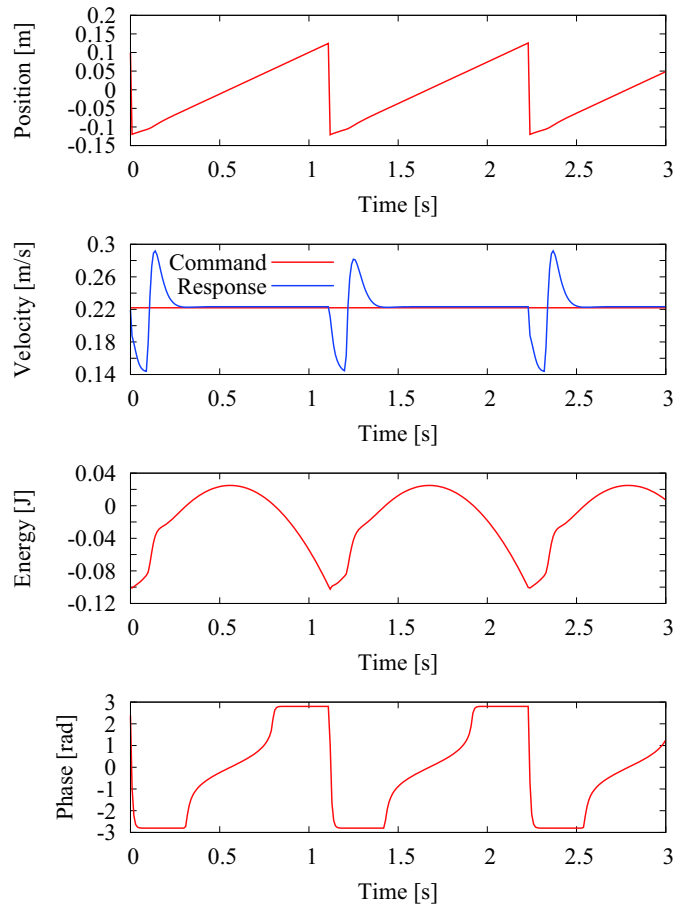 Position [m]
0.2
0.15
0.1
0.05
0
-0.05
-0.1
-0.15
0 0.5 1 1.5 2 2.5 3
Time [s]
Velocity [m/s]
0.3
0.26
0.22
0.18
0.14
Command
Response
0 0.5 1 1.5 2 2.5 3
Time [s]
Energy [J]
0.04
0
-0.04
-0.08
-0.12
0 0.5 1 1.5 2 2.5 3
Time [s]
Phase [rad]
3
2
1
0
-1
-2
-3
0 0.5 1 1.5 2 2.5 3
Time [s]